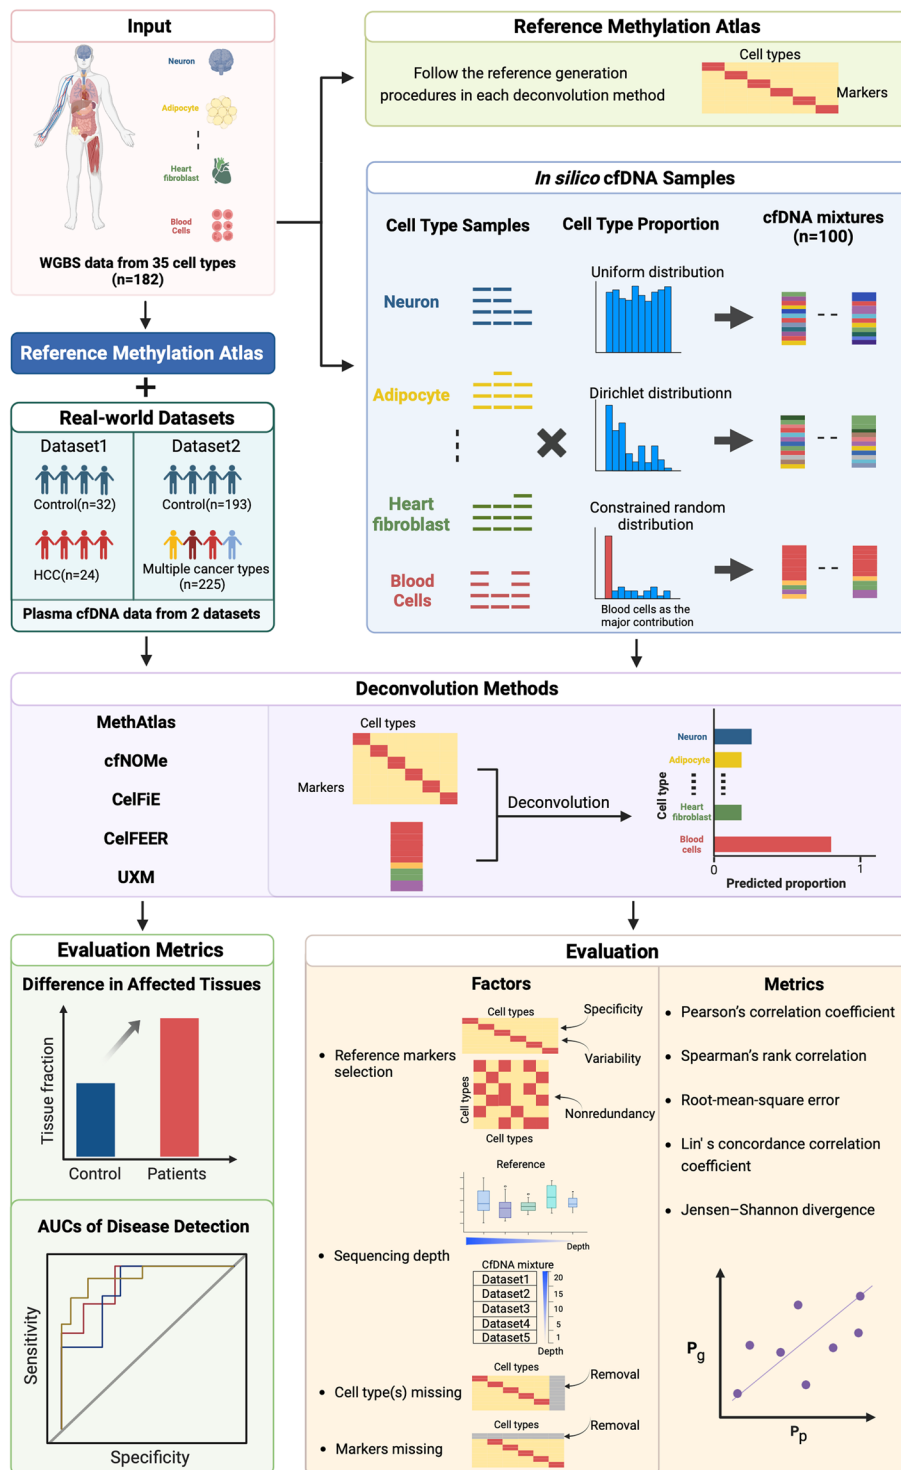 Input
Neuron
Adipocyte
Heart
fibroblast
Blood
Cells
WGBS data from 35 cell types
(n=182)
Reference Methylation Atlas
Follow the reference generation
procedures in each deconvolution method
Cell types
Markers
Reference Methylation Atlas
+
Real-world Datasets
Dataset1
Control(n=32)
HCC(n=24)
Dataset2
Control(n=193)
Multiple cancer types
(n=225)
Plasma cfDNA data from 2 datasets
In silico cfDNA Samples
Cell Type Samples
Neuron
Adipocyte
Heart
fibroblast
Blood
Cells
Cell Type Proportion
Uniform distribution
Dirichlet distributionn
Constrained random
distribution
Blood cells as the
major contribution
cfDNA mixtures
(n=100)
Deconvolution Methods
MethAtlas
cfNOMe
CelFiE
CelFEER
UXM
Cell types
Markers
Deconvolution
Cell type
Neuron
Adipocyte
Heart
fibroblast
Blood
cells
0
1
Predicted proportion
Evaluation Metrics
Difference in Affected Tissues
Tissue fraction
Control
Patients
AUCs of Disease Detection
Sensitivity
Specificity
Evaluation
Factors
• Reference markers
selection
Cell types
Specificity
Variability
Cell types
Nonredundancy
Cell types
• Sequencing depth
Reference
Depth
CfDNA mixture
Dataset1
Dataset2
Dataset3
Dataset4
Dataset5
20
15
10
5
1
Depth
• Cell type(s) missing
Cell types
Removal
• Markers missing
Cell types
Removal
Metrics
• Pearson's correlation coefficient
• Spearman's rank correlation
• Root-mean-square error
• Lin' s concordance correlation
coefficient
• Jensen–Shannon divergence
Pg
Pp